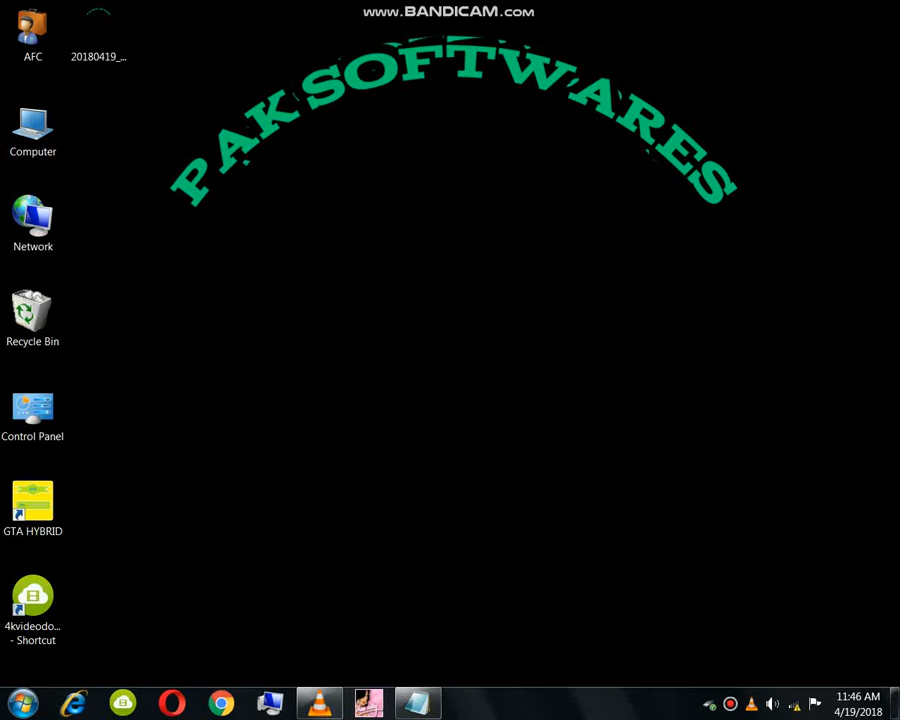 www.BANDICAM.com
PAK SOFTWARES
AFC
20180419_...
Computer
Network
Recycle Bin
Control Panel
GTA HYBRID
4kvideodo...
- Shortcut
11:46 AM
4/19/2018